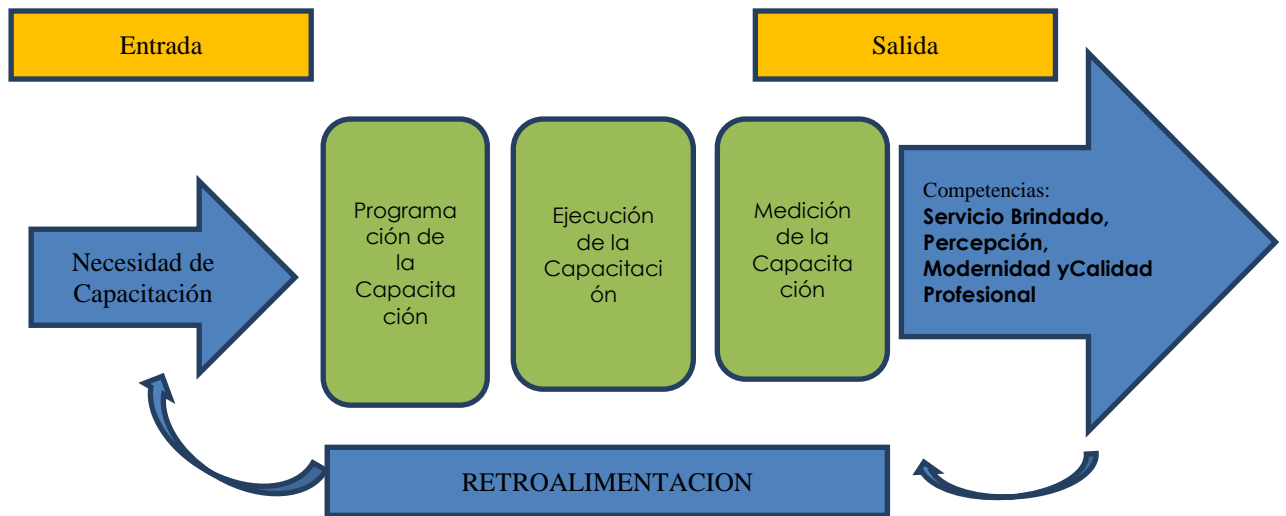 Entrada
Salida
Necesidad de
Capacitación
Programa
ción de
la
Capacita
ción
Ejecución
de la
Capacitaci
ón
Medición
de la
Capacita
ción
Competencias:
Servicio Brindado,
Percepción,
Modernidad yCalidad
Profesional
RETROALIMENTACION